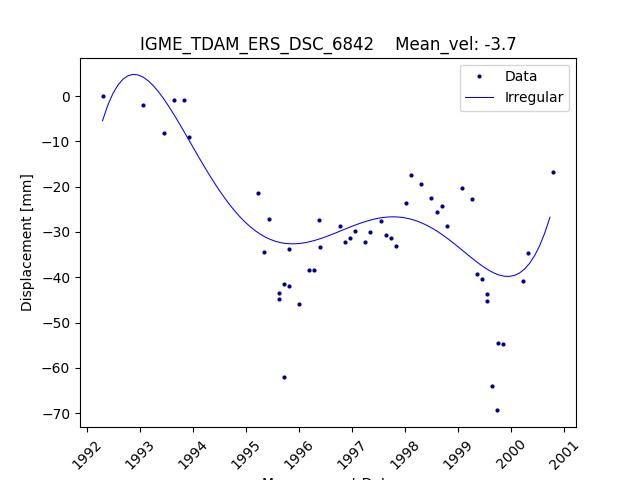 IGME_TDAM_ERS_DSC_6842    Mean_vel: -3.7
Data
Irregular
Displacement [mm]
0
−10
−20
−30
−40
−50
−60
−70
1992 1993 1994 1995 1996 1997 1998 1999 2000 2001